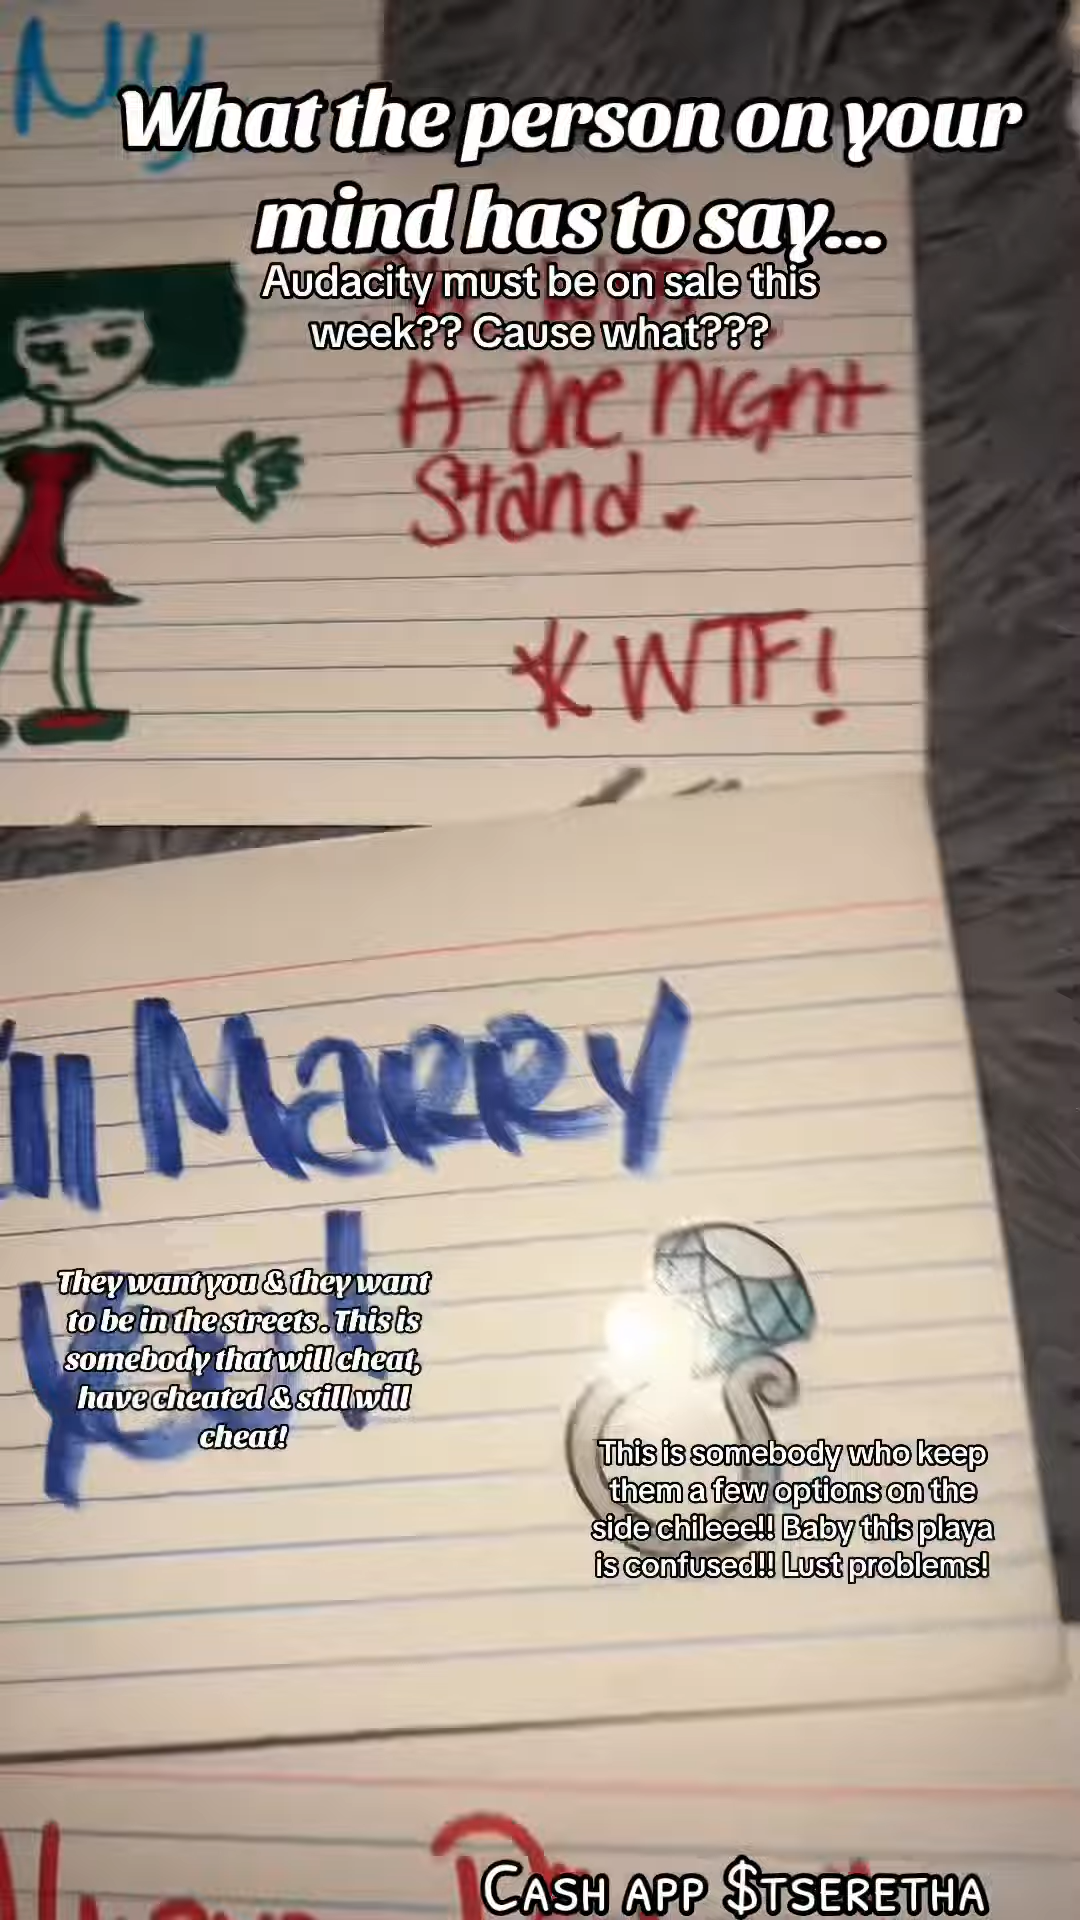 Ny
What the person on your
mind has to say...
Audacity must be on sale this
week?? Cause what???
A One Night
Stand.
WTF!
I'll Marry
you!
They want you & they want
to be in the streets. This is
somebody that will cheat,
have cheated & still will
cheat!
This is somebody who keep
them a few options on the
side chileee!! Baby this playa
is confused!! Lust problems!
Cash app $tseretha